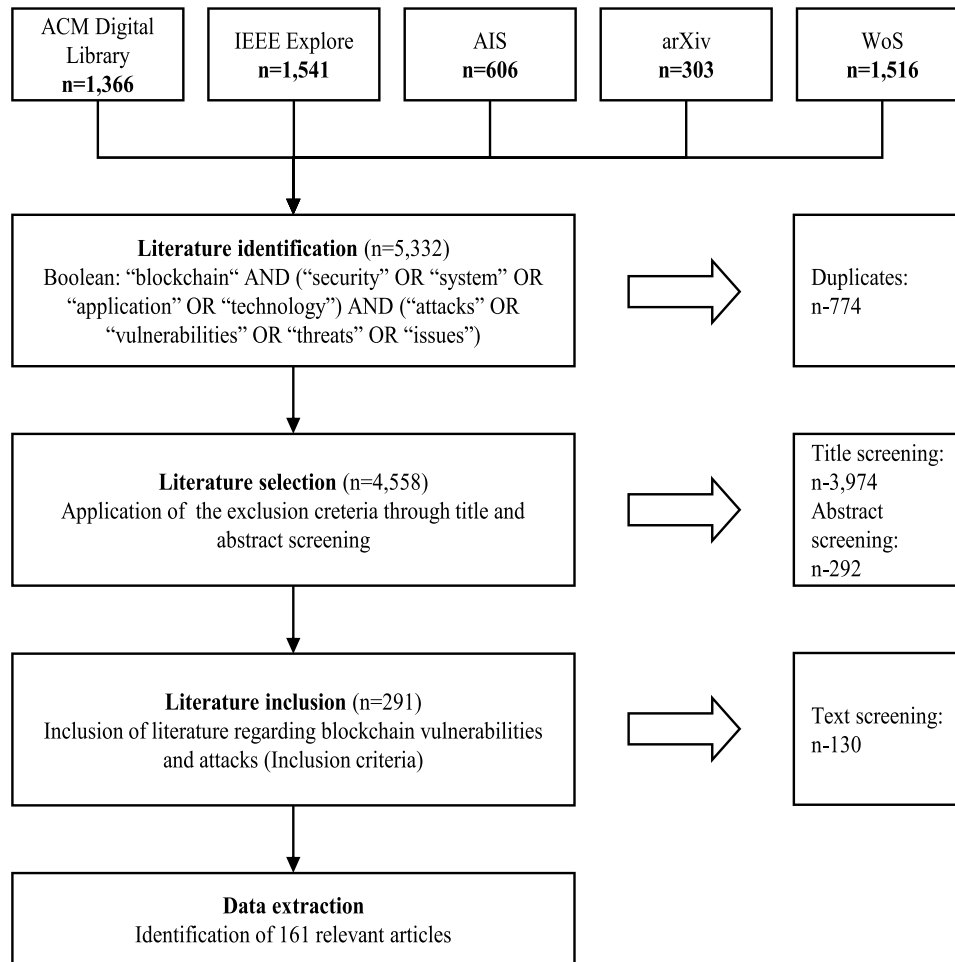 ACM Digital
Library
n=1,366
IEEE Explore
n=1,541
AIS
n=606
arXiv
n=303
WoS
n=1,516
Literature identification (n=5,332)
Boolean: “blockchain“ AND (“security” OR “system” OR
“application” OR “technology”) AND (“attacks” OR
“vulnerabilities” OR “threats” OR “issues”)
Duplicates:
n-774
Literature selection (n=4,558)
Application of the exclusion creteria through title and
abstract screening
Title screening:
n-3,974
Abstract
screening:
n-292
Literature inclusion (n=291)
Inclusion of literature regarding blockchain vulnerabilities
and attacks (Inclusion criteria)
Text screening:
n-130
Data extraction
Identification of 161 relevant articles